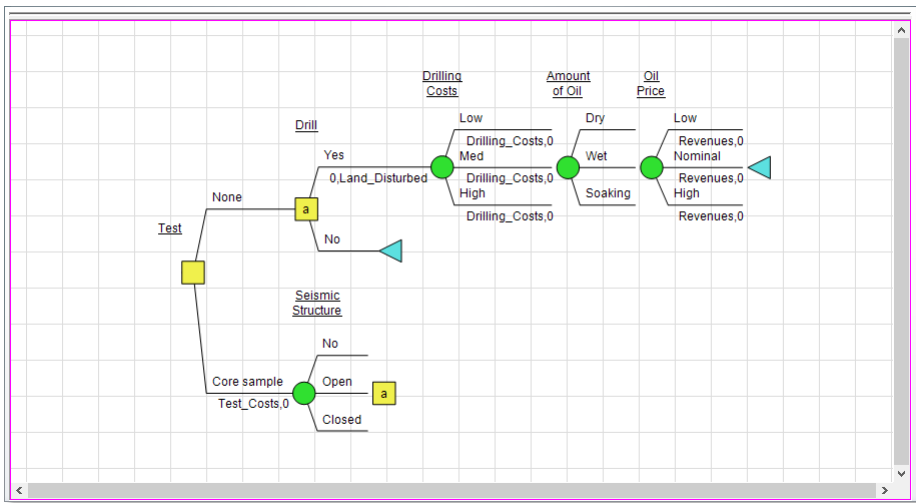 Drilling
Costs
Amount
of Oil
Oil
Price
Low
Dry
Low
Drill
Drilling_Costs,0
Revenues,0
Yes
Med
Wet
Nominal
0,Land_Disturbed
Drilling_Costs,0
Revenues,0
None
High
Soaking
High
a
Drilling_Costs,0
Revenues,0
Test
No
Seismic
Structure
No
Core sample
Open
a
Test_Costs,0
Closed